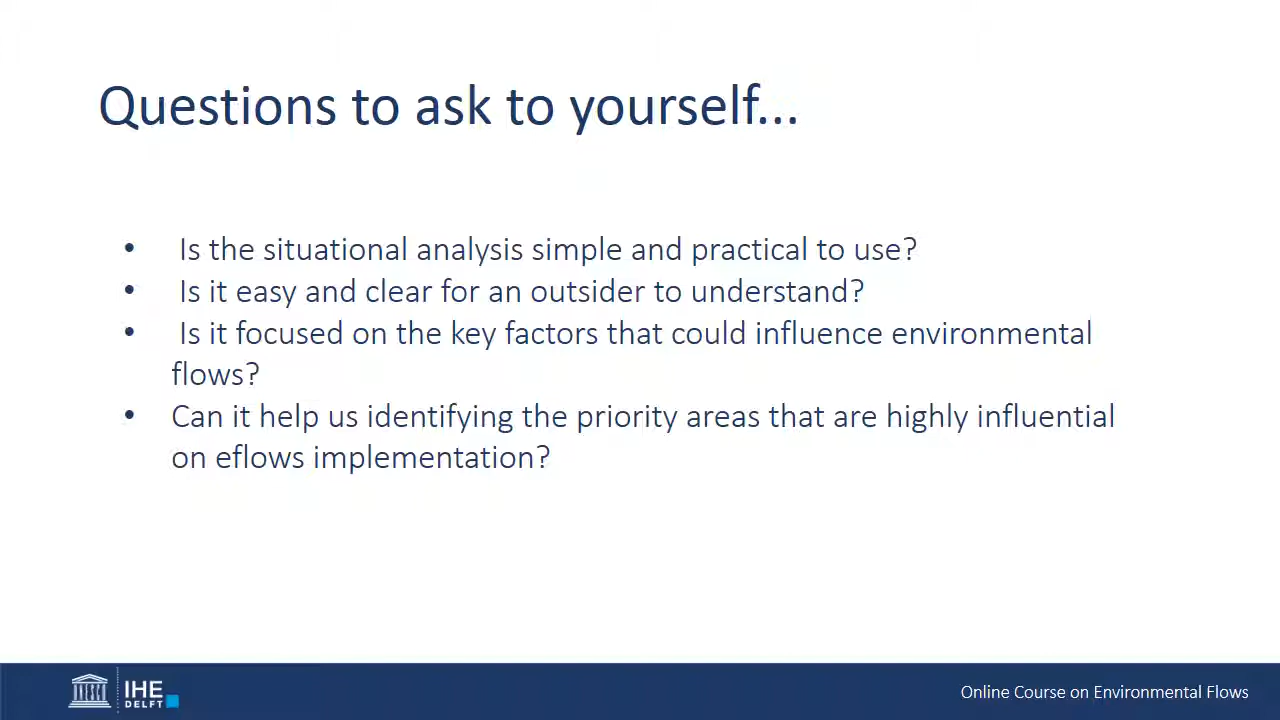 Questions to ask to yourself...
• Is the situational analysis simple and practical to use?
• Is it easy and clear for an outsider to understand?
• Is it focused on the key factors that could influence environmental
flows?
• Can it help us identifying the priority areas that are highly influential
on eflows implementation?
UNESCO
IHE
DELFT
Online Course on Environmental Flows